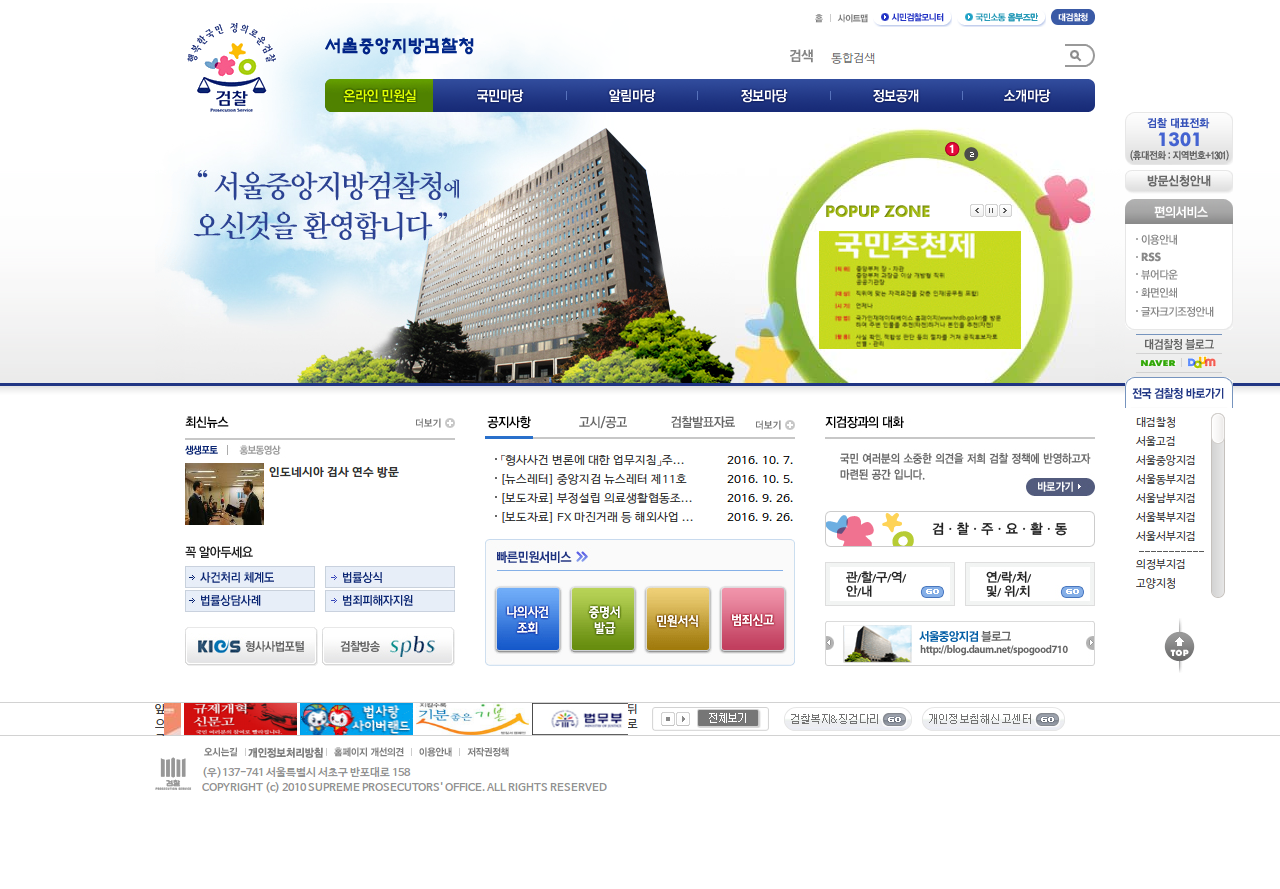 홈
사이트맵
시민검찰모니터
국민소통 옴부즈만
대검찰청
행복한국민 정의로운검찰
검찰
Prosecution Service
서울중앙지방검찰청
검색
통합검색
온라인 민원실
국민마당
알림마당
정보마당
정보공개
소개마당
“ 서울중앙지방검찰청에
오신것을 환영합니다 ”
1
2
POPUP ZONE
국민추천제
검찰 대표전화
1301
(휴대전화 : 지역번호+1301)
방문신청안내
편의서비스
· 이용안내
· RSS
· 뷰어다운
· 화면인쇄
· 글자크기조정안내
대검찰청 블로그
NAVER
Daum
전국 검찰청 바로가기
대검찰청
서울고검
서울중앙지검
서울동부지검
서울남부지검
서울북부지검
서울서부지검
------------
의정부지검
고양지청
TOP
최신뉴스
더보기
생생포토
홍보동영상
인도네시아 검사 연수 방문
꼭 알아두세요
사건처리 체계도
법률상식
법률상담사례
범죄피해자지원
KICS 형사사법포털
검찰방송 spbs
공지사항
고시/공고
검찰발표자료
더보기
· 「형사사건 변론에 대한 업무지침」주... 2016. 10. 7.
· [뉴스레터] 중앙지검 뉴스레터 제11호 2016. 10. 5.
· [보도자료] 부정설립 의료생활협동조... 2016. 9. 26.
· [보도자료] FX 마진거래 등 해외사업 ... 2016. 9. 26.
빠른민원서비스
나의사건
조회
증명서
발급
민원서식
범죄신고
지검장과의 대화
국민 여러분의 소중한 의견을 저희 검찰 정책에 반영하고자
마련된 공간 입니다.
바로가기
검·찰·주·요·활·동
관/할/구/역/
안/내
GO
연/락/처/
및/ 위/치
GO
서울중앙지검 블로그
http://blog.daum.net/spogood710
앞
으
규제개혁
신문고
법사랑
사이버랜드
기분좋은 기본
법무부
뒤
로
전체보기
검찰복지&징검다리 GO
개인정보침해신고센터 GO
오시는길
개인정보처리방침
홈페이지 개선의견
이용안내
저작권정책
검찰
PROSECUTION SERVICE
(우)137-741 서울특별시 서초구 반포대로 158
COPYRIGHT (c) 2010 SUPREME PROSECUTORS' OFFICE. ALL RIGHTS RESERVED